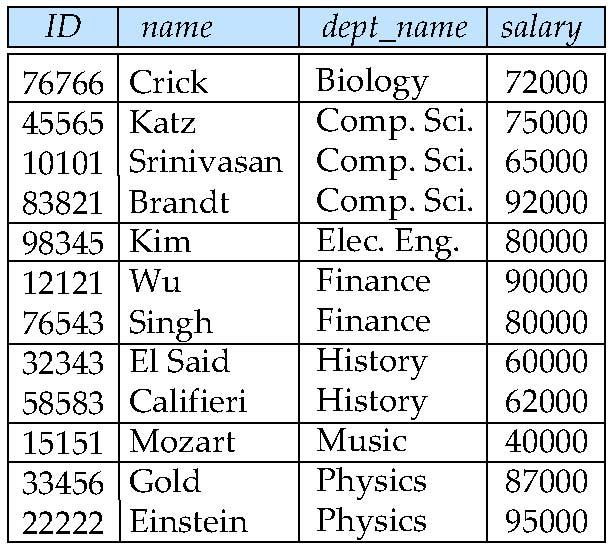 ID name dept_name salary
76766 Crick Biology 72000
45565 Katz Comp. Sci. 75000
10101 Srinivasan Comp. Sci. 65000
83821 Brandt Comp. Sci. 92000
98345 Kim Elec. Eng. 80000
12121 Wu Finance 90000
76543 Singh Finance 80000
32343 El Said History 60000
58583 Califieri History 62000
15151 Mozart Music 40000
33456 Gold Physics 87000
22222 Einstein Physics 95000